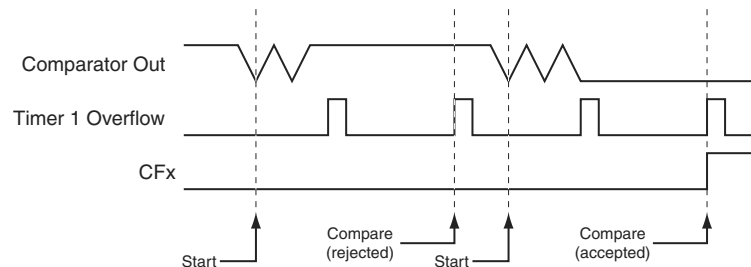 Comparator Out
Timer 1 Overflow
CFx
Start
Compare
(rejected)
Start
Compare
(accepted)